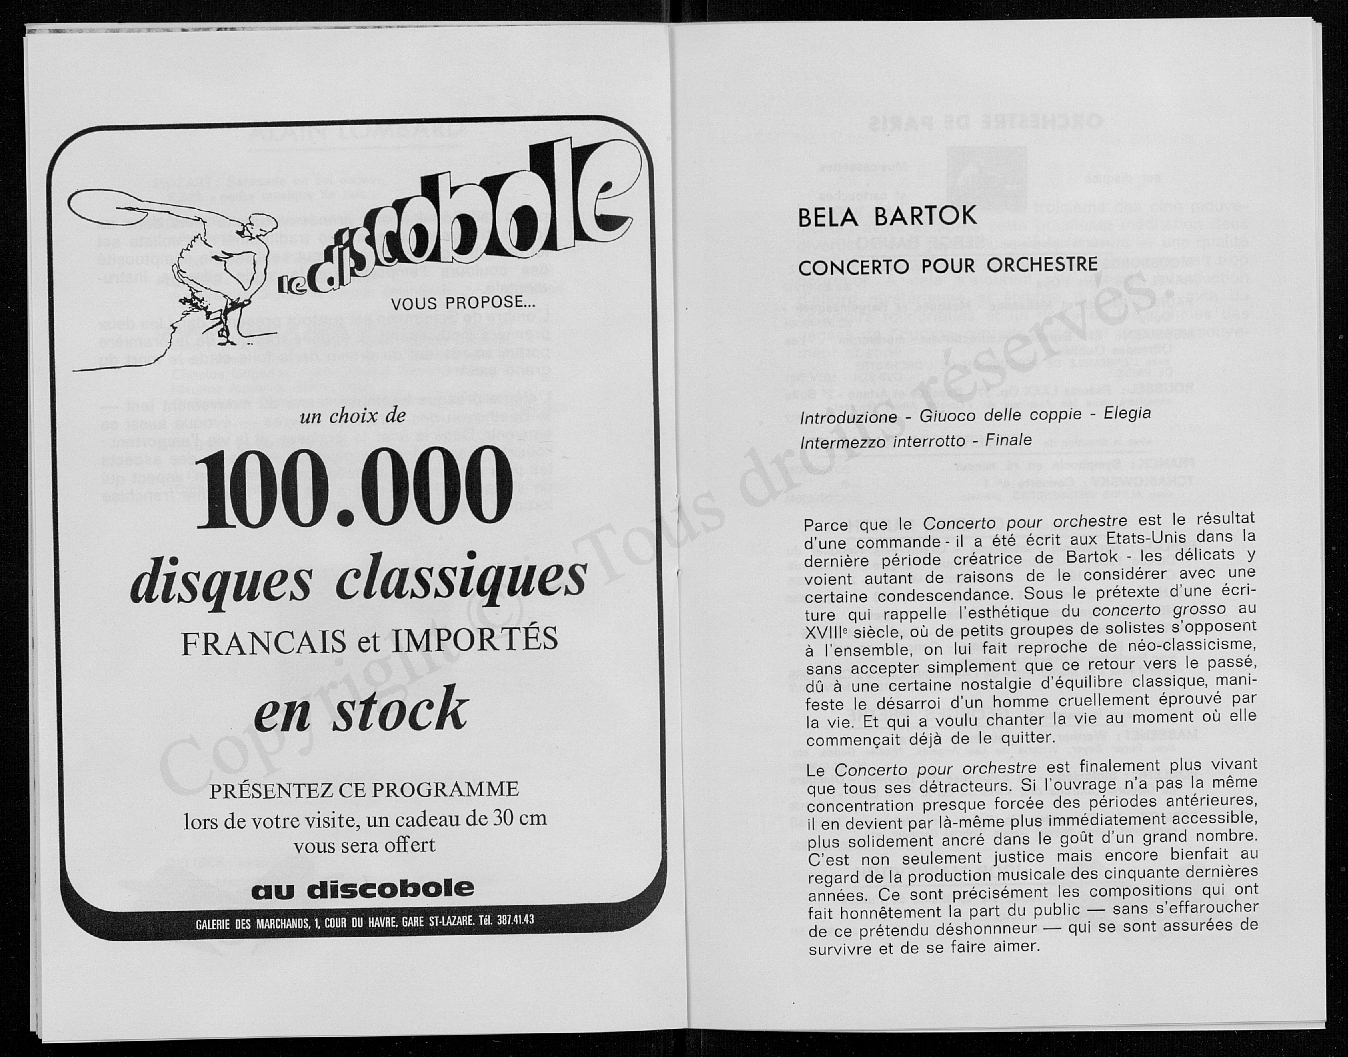 le discobole
VOUS PROPOSE...
un choix de
100.000
disques classiques
FRANCAIS et IMPORTÉS
en stock
PRÉSENTEZ CE PROGRAMME
lors de votre visite, un cadeau de 30 cm
vous sera offert
au discobole
GALERIE DES MARCHANDS, 1, COUR DU HAVRE, GARE ST-LAZARE. Tél. 387.41.43
BELA BARTOK
CONCERTO POUR ORCHESTRE
Introduzione - Giuoco delle coppie - Elegia
Intermezzo interrotto - Finale
Parce que le Concerto pour orchestre est le résultat
d'une commande - il a été écrit aux Etats-Unis dans la
dernière période créatrice de Bartok - les délicats y
voient autant de raisons de le considérer avec une
certaine condescendance. Sous le prétexte d'une écri-
ture qui rappelle l'esthétique du concerto grosso au
XVIIIe siècle, où de petits groupes de solistes s'opposent
à l'ensemble, on lui fait reproche de néo-classicisme,
sans accepter simplement que ce retour vers le passé,
dû à une certaine nostalgie d'équilibre classique, mani-
feste le désarroi d'un homme cruellement éprouvé par
la vie. Et qui a voulu chanter la vie au moment où elle
commençait déjà de le quitter.
Le Concerto pour orchestre est finalement plus vivant
que tous ses détracteurs. Si l'ouvrage n'a pas la même
concentration presque forcée des périodes antérieures,
il en devient par là-même plus immédiatement accessible,
plus solidement ancré dans le goût d'un grand nombre.
C'est non seulement justice mais encore bienfait au
regard de la production musicale des cinquante dernières
années. Ce sont précisément les compositions qui ont
fait honnêtement la part du public — sans s'effaroucher
de ce prétendu déshonnneur — qui se sont assurées de
survivre et de se faire aimer.
Copyright © Tous droits réservés.